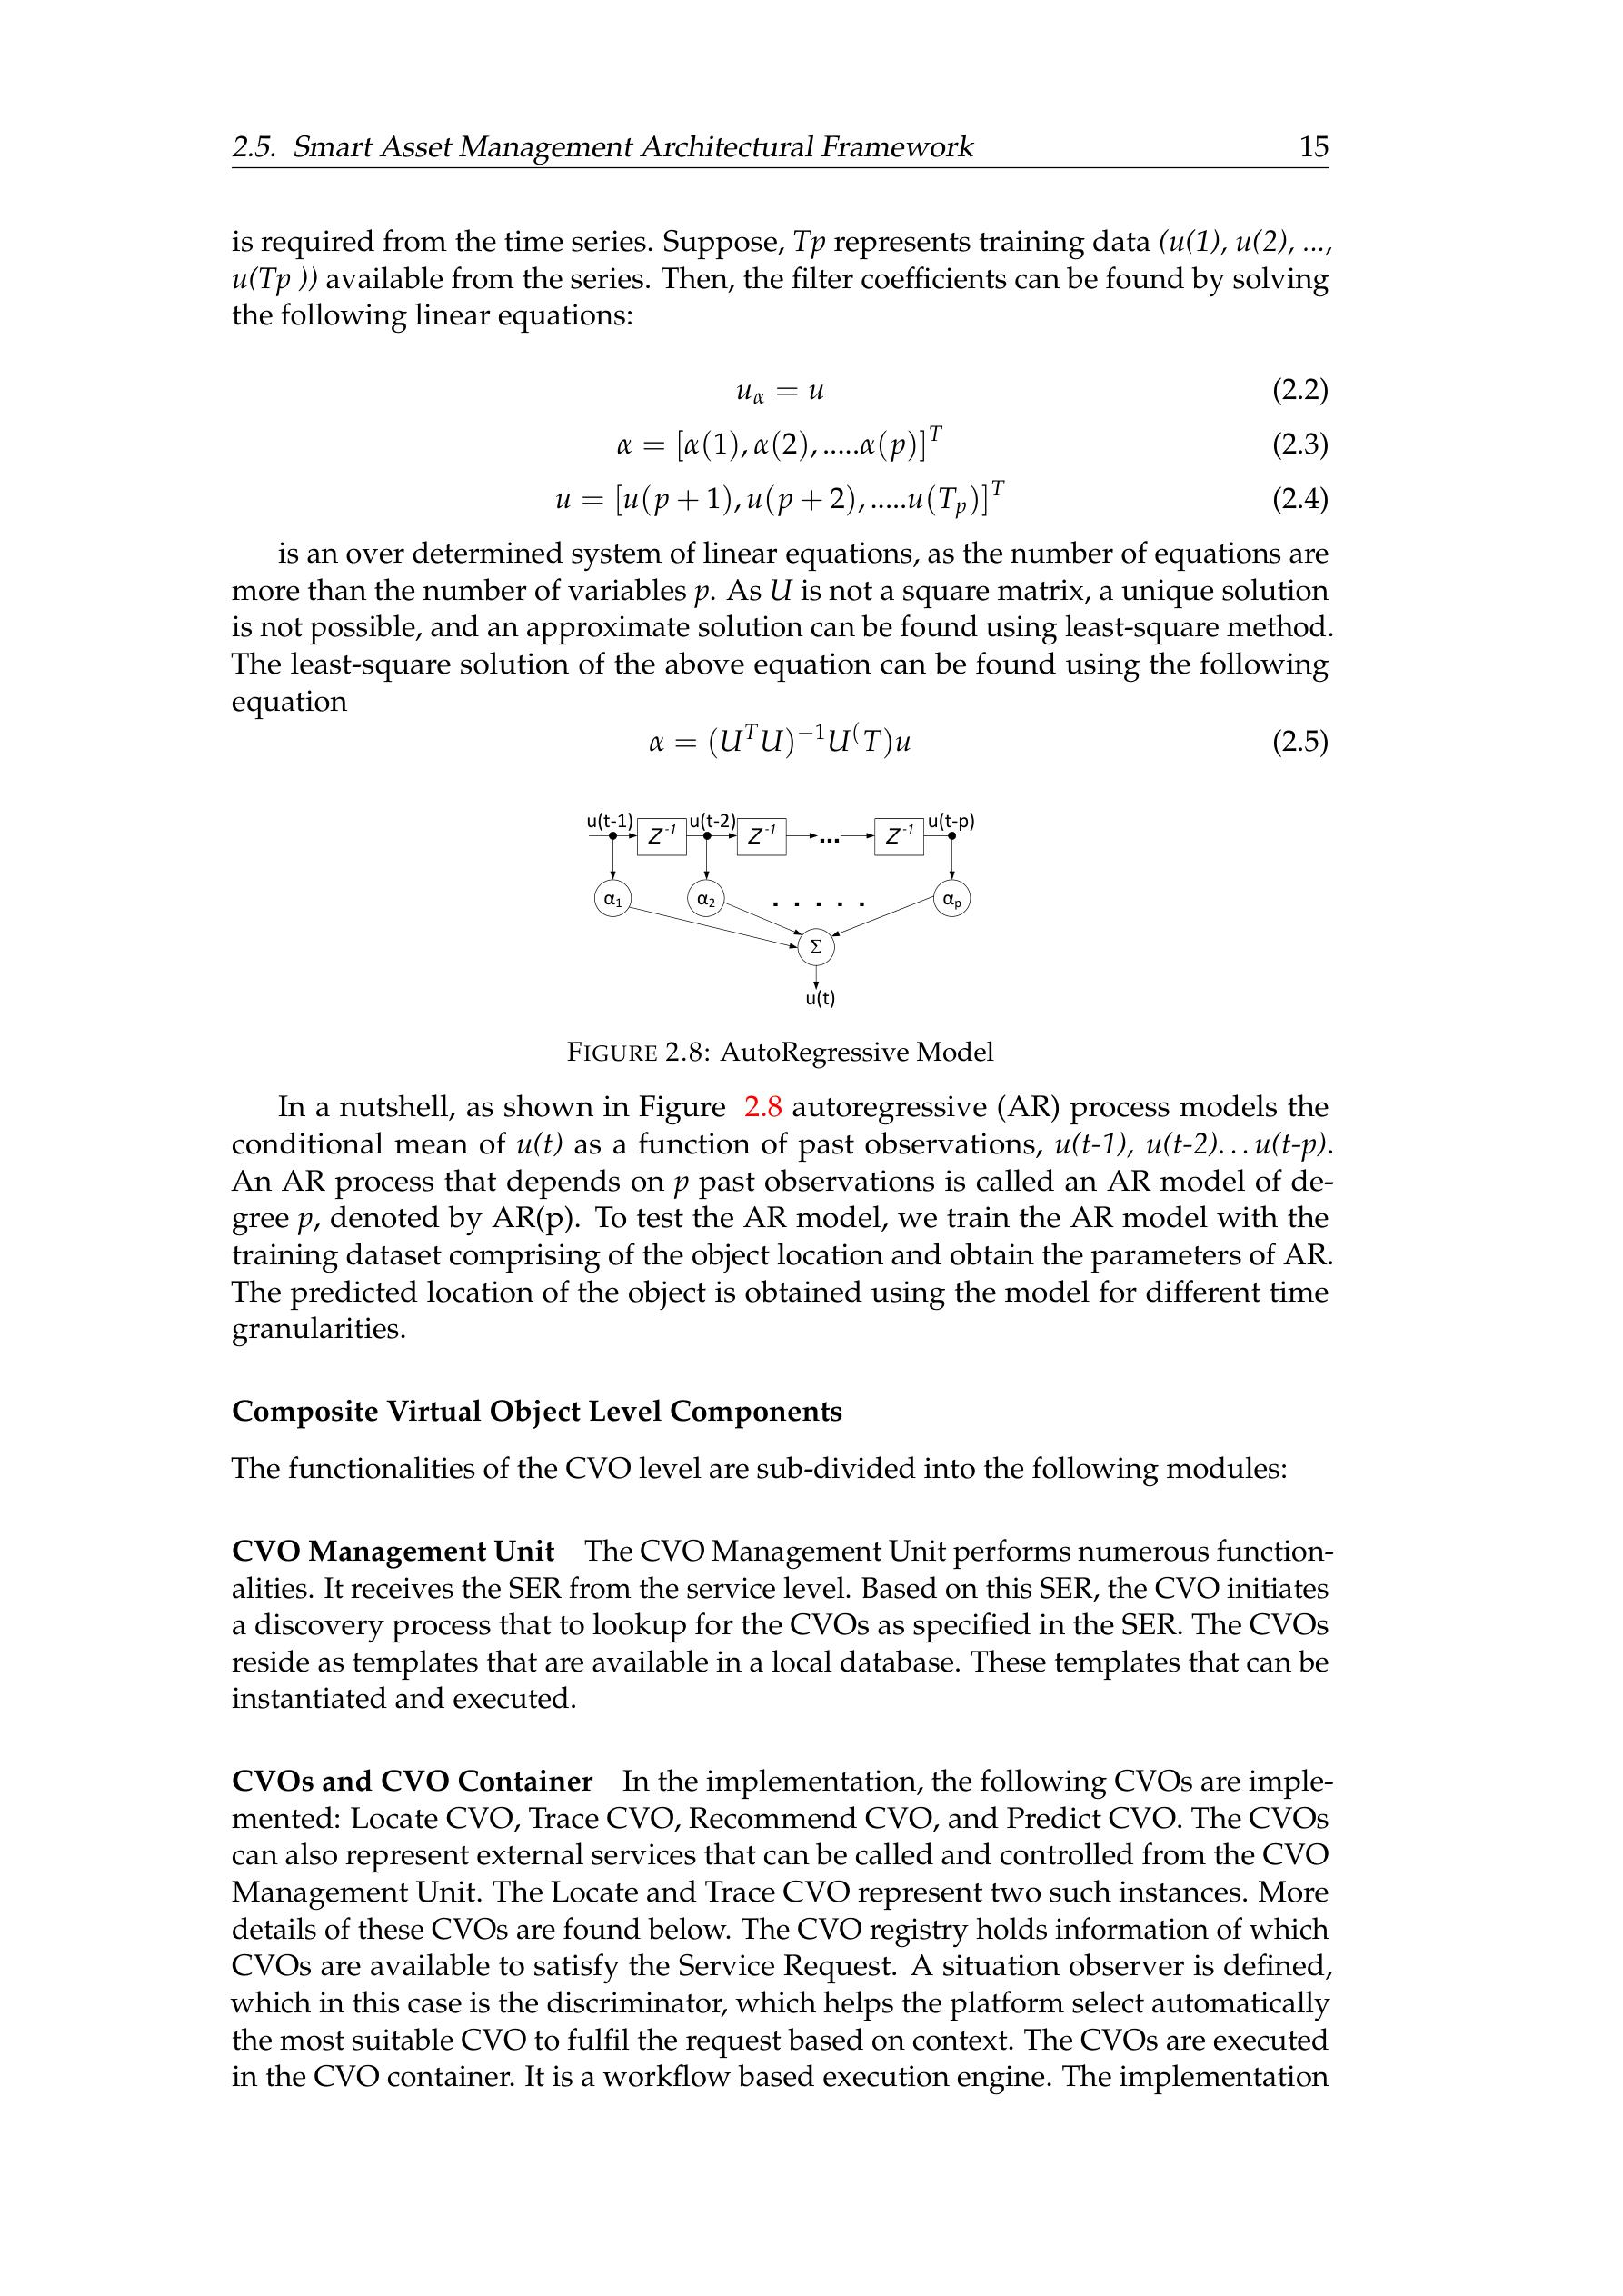 2.5. Smart Asset Management Architectural Framework 15
is required from the time series. Suppose, Tp represents training data (u(1), u(2), ...,
u(Tp )) available from the series. Then, the filter coefficients can be found by solving
the following linear equations:
u_α = u (2.2)
α = [α(1), α(2), .....α(p)]^T (2.3)
u = [u(p + 1), u(p + 2), .....u(T_p)]^T (2.4)
is an over determined system of linear equations, as the number of equations are
more than the number of variables p. As U is not a square matrix, a unique solution
is not possible, and an approximate solution can be found using least-square method.
The least-square solution of the above equation can be found using the following
equation
α = (U^T U)^−1 U^(T)u (2.5)
u(t-1) Z^-1 u(t-2) Z^-1 ... Z^-1 u(t-p)
α1 α2 . . . . . αp
Σ
u(t)
FIGURE 2.8: AutoRegressive Model
In a nutshell, as shown in Figure 2.8 autoregressive (AR) process models the
conditional mean of u(t) as a function of past observations, u(t-1), u(t-2)...u(t-p).
An AR process that depends on p past observations is called an AR model of de-
gree p, denoted by AR(p). To test the AR model, we train the AR model with the
training dataset comprising of the object location and obtain the parameters of AR.
The predicted location of the object is obtained using the model for different time
granularities.
Composite Virtual Object Level Components
The functionalities of the CVO level are sub-divided into the following modules:
CVO Management Unit The CVO Management Unit performs numerous function-
alities. It receives the SER from the service level. Based on this SER, the CVO initiates
a discovery process that to lookup for the CVOs as specified in the SER. The CVOs
reside as templates that are available in a local database. These templates that can be
instantiated and executed.
CVOs and CVO Container In the implementation, the following CVOs are imple-
mented: Locate CVO, Trace CVO, Recommend CVO, and Predict CVO. The CVOs
can also represent external services that can be called and controlled from the CVO
Management Unit. The Locate and Trace CVO represent two such instances. More
details of these CVOs are found below. The CVO registry holds information of which
CVOs are available to satisfy the Service Request. A situation observer is defined,
which in this case is the discriminator, which helps the platform select automatically
the most suitable CVO to fulfil the request based on context. The CVOs are executed
in the CVO container. It is a workflow based execution engine. The implementation